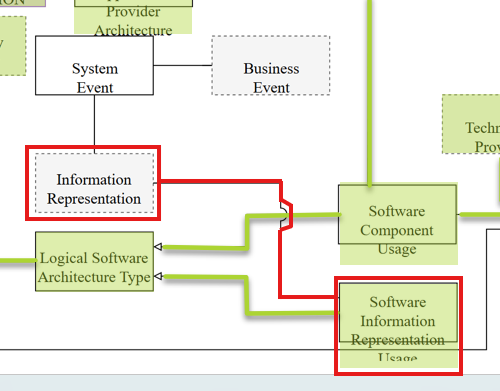 Provider
Architecture
System
Event
Business
Event
Information
Representation
Logical Software
Architecture Type
Software
Component
Usage
Software
Information
Representation
Usage